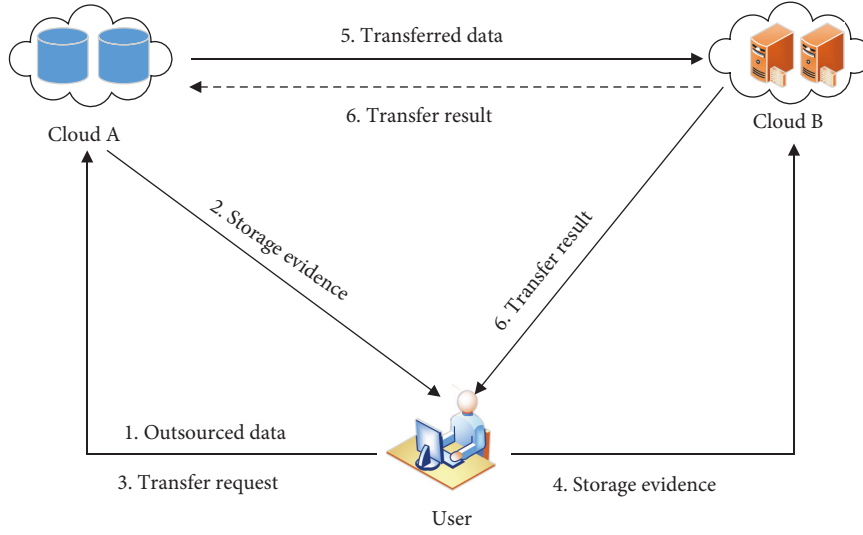 5. Transferred data
6. Transfer result
Cloud A
Cloud B
2. Storage evidence
6. Transfer result
1. Outsourced data
3. Transfer request
4. Storage evidence
User